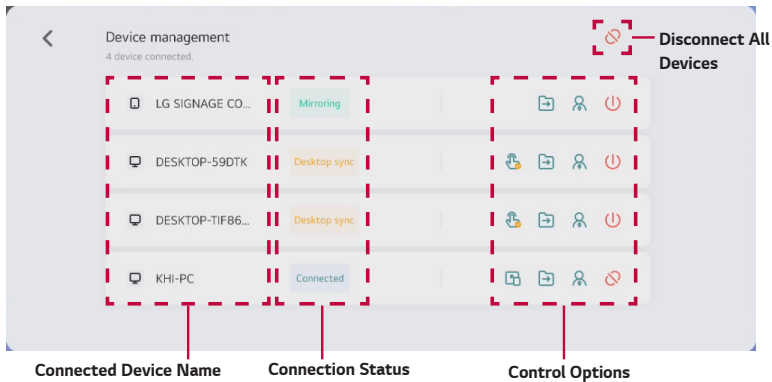 Device management
4 device connected.
Disconnect All
Devices
LG SIGNAGE CO...
Mirroring
DESKTOP-59DTK
Desktop sync
DESKTOP-TIF86...
Desktop sync
KHI-PC
Connected
Connected Device Name
Connection Status
Control Options